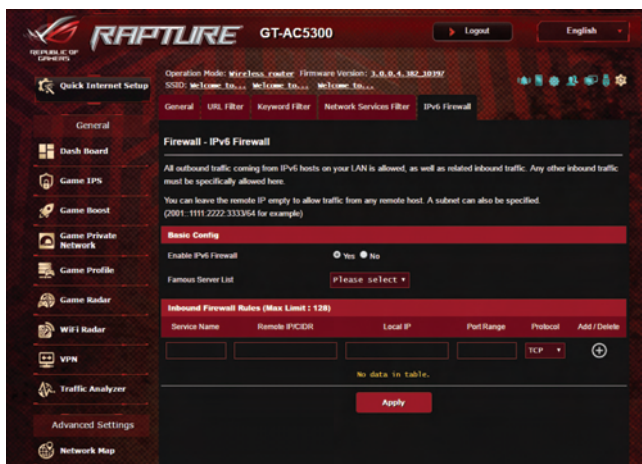 REPUBLIC OF
GAMERS
RAPTURE
GT-AC5300
Logout
English
Quick Internet Setup
Operation Mode: Wireless router Firmware Version: 3.0.0.4.382_10397
SSID: Welcome to... Welcome to... Welcome to...
General URL Filter Keyword Filter Network Services Filter IPv6 Firewall
General
Dash Board
Game IPS
Game Boost
Game Private
Network
Game Profile
Game Radar
WiFi Radar
VPN
Traffic Analyzer
Advanced Settings
Network Map
Firewall - IPv6 Firewall
All outbound traffic coming from IPv6 hosts on your LAN is allowed, as well as related inbound traffic. Any other inbound traffic
must be specifically allowed here.
You can leave the remote IP empty to allow traffic from any remote host. A subnet can also be specified.
(2001::1111:2222:3333/64 for example)
Basic Config
Enable IPv6 Firewall Yes No
Famous Server List Please select
Inbound Firewall Rules (Max Limit : 128)
Service Name Remote IP/CIDR Local IP Port Range Protocol Add / Delete
TCP
No data in table.
Apply